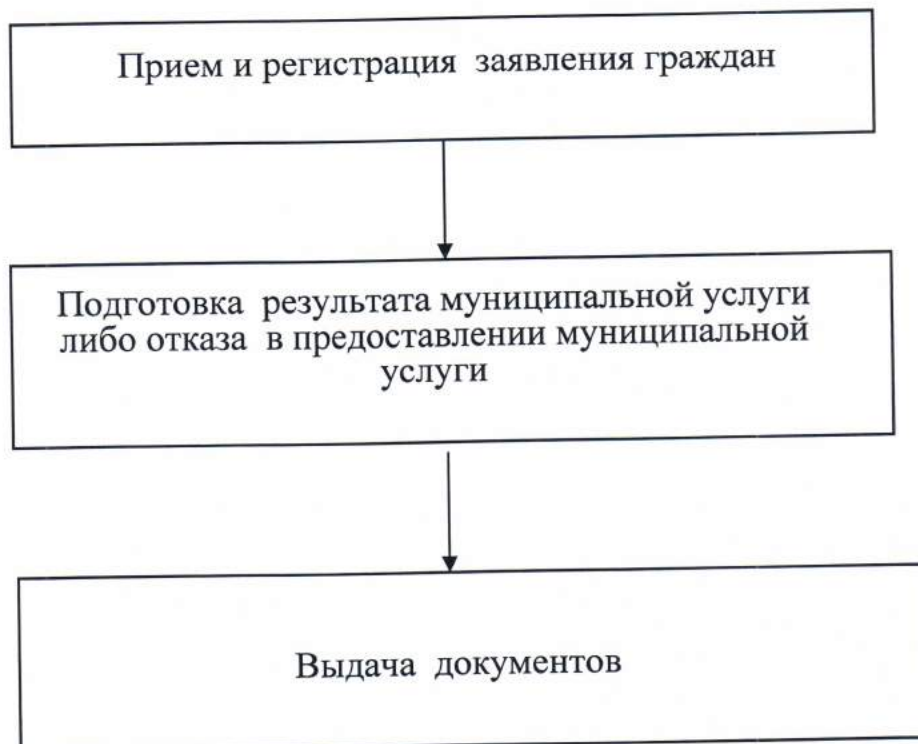 Прием и регистрация заявления граждан
Подготовка результата муниципальной услуги
либо отказа в предоставлении муниципальной
услуги
Выдача документов